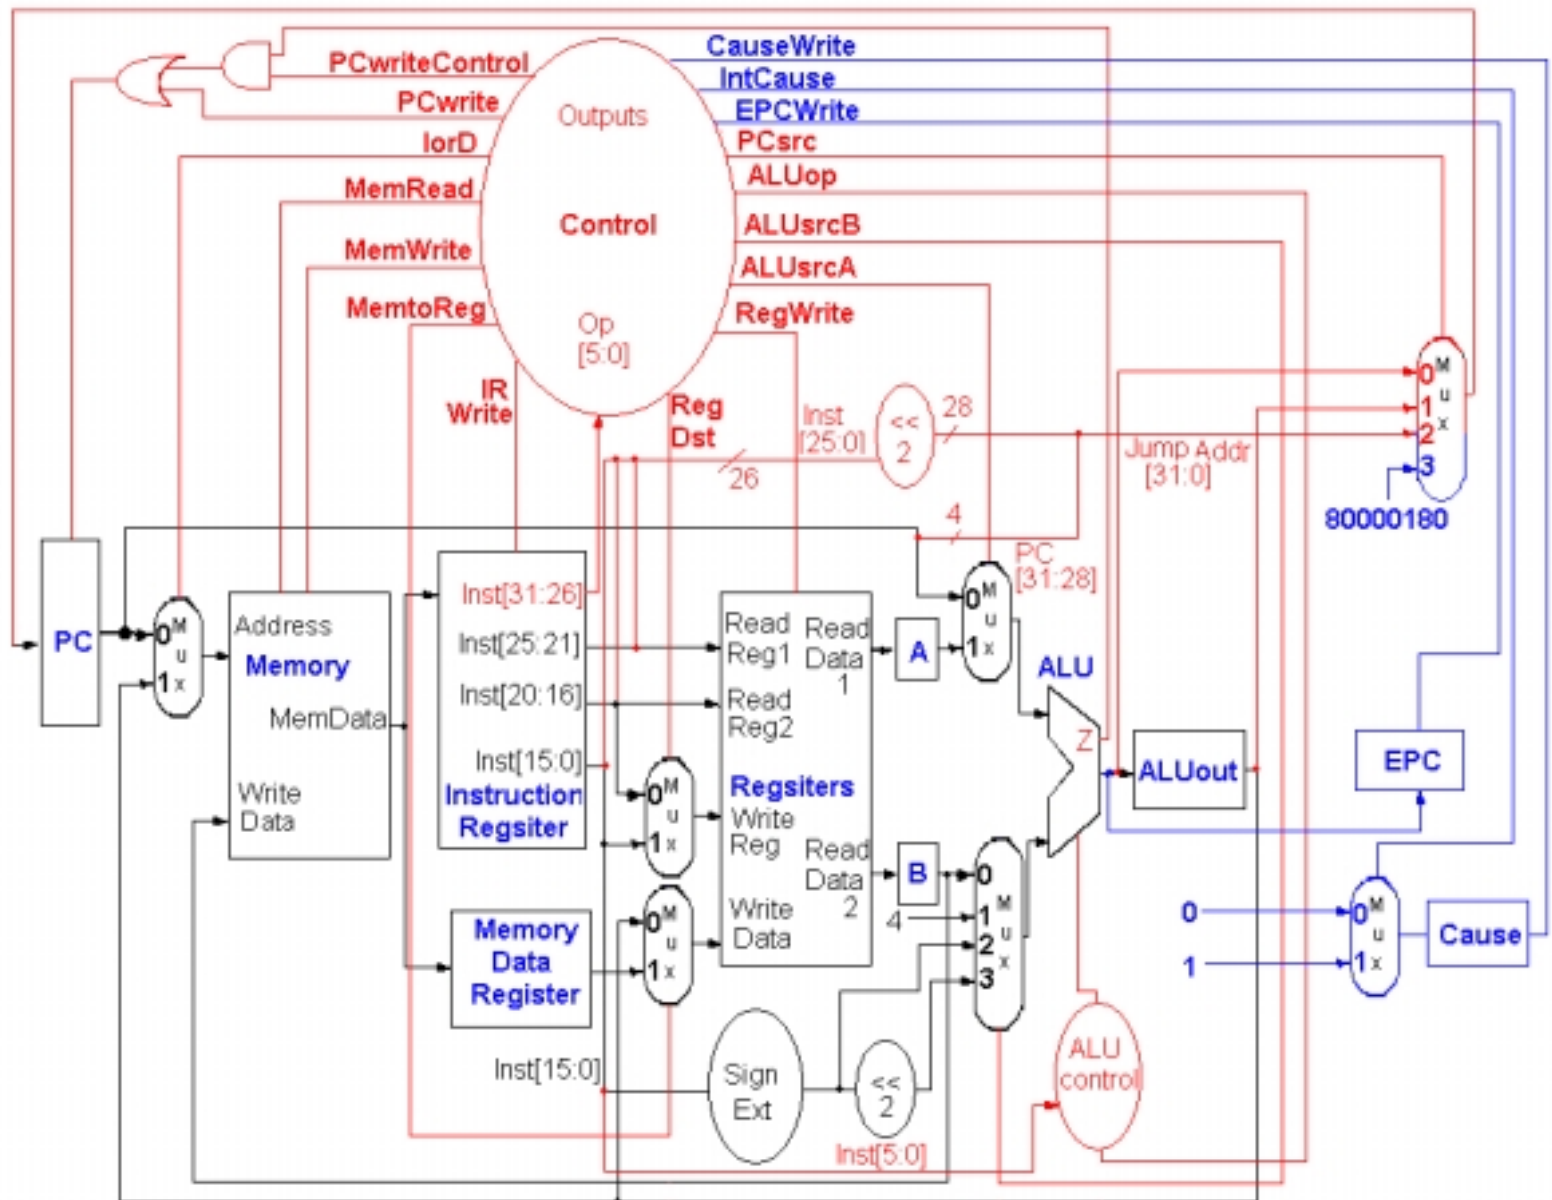 CauseWrite
PCwriteControl
IntCause
PCwrite
EPCWrite
Outputs
IorD
PCsrc
MemRead
ALUop
Control
MemWrite
ALUsrcB
ALUsrcA
MemtoReg
RegWrite
Op
[5:0]
IR
Write
Reg
Dst
Inst
[25:0]
<<
2
28
26
4
Jump Addr
[31:0]
0 M
1 u
2 x
3
80000180
PC
[31:28]
PC
0 M
u
1 x
Address
Memory
MemData
Write
Data
Inst[31:26]
Inst[25:21]
Inst[20:16]
Inst[15:0]
Instruction
Regsiter
Memory
Data
Register
0 M
u
1 x
0 M
u
1 x
Read
Reg1
Read
Data
1
Read
Reg2
Regsiters
Write
Reg
Read
Data
2
Write
Data
A
B
4
0 M
u
1 x
0
1 M
2 u
3 x
ALU
Z
ALUout
EPC
0
1
0 M
u
1 x
Cause
Inst[15:0]
Sign
Ext
<<
2
Inst[5:0]
ALU
control